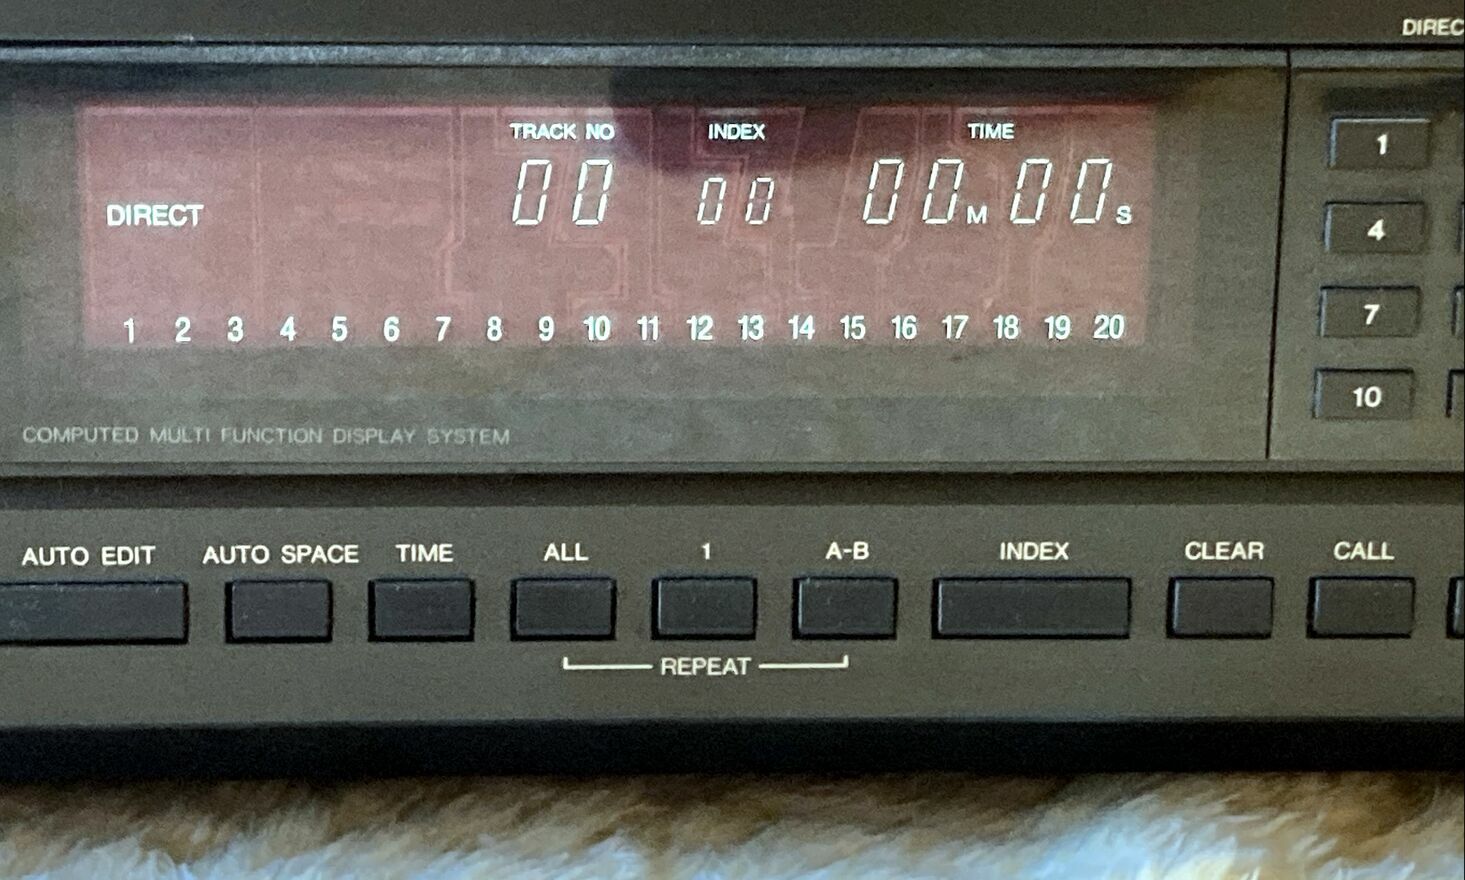 DIREC
TRACK NO INDEX TIME
DIRECT 00 00 00M 00S
1 2 3 4 5 6 7 8 9 10 11 12 13 14 15 16 17 18 19 20
1
4
7
10
COMPUTED MULTI FUNCTION DISPLAY SYSTEM
AUTO EDIT AUTO SPACE TIME ALL 1 A-B INDEX CLEAR CALL
REPEAT